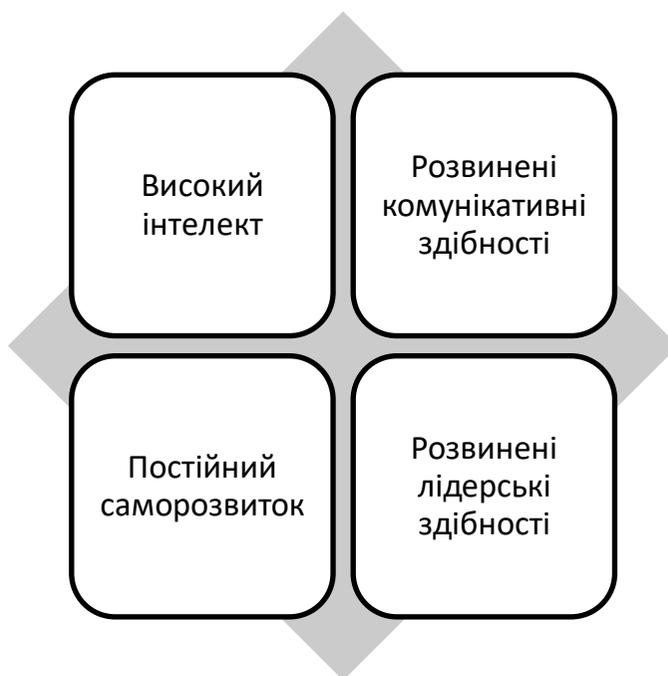 Високий
інтелект
Розвинені
комунікативні
здібності
Постійний
саморозвиток
Розвинені
лідерські
здібності